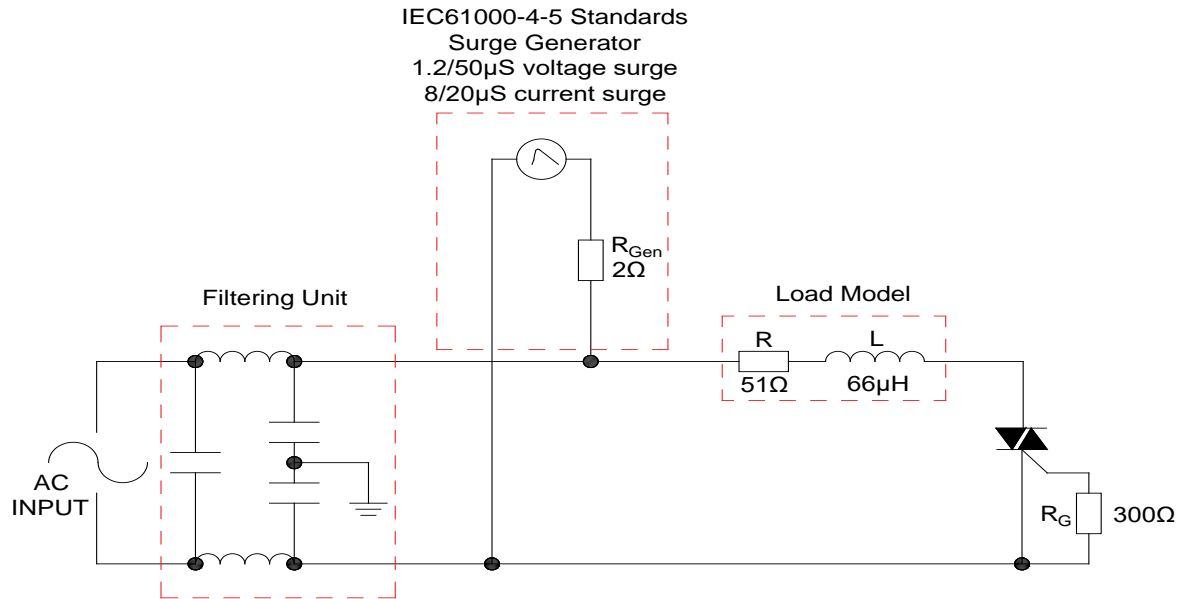 IEC61000-4-5 Standards
Surge Generator
1.2/50µS voltage surge
8/20µS current surge
RGen
2Ω
Filtering Unit
Load Model
R
L
51Ω
66µH
AC
INPUT
RG
300Ω